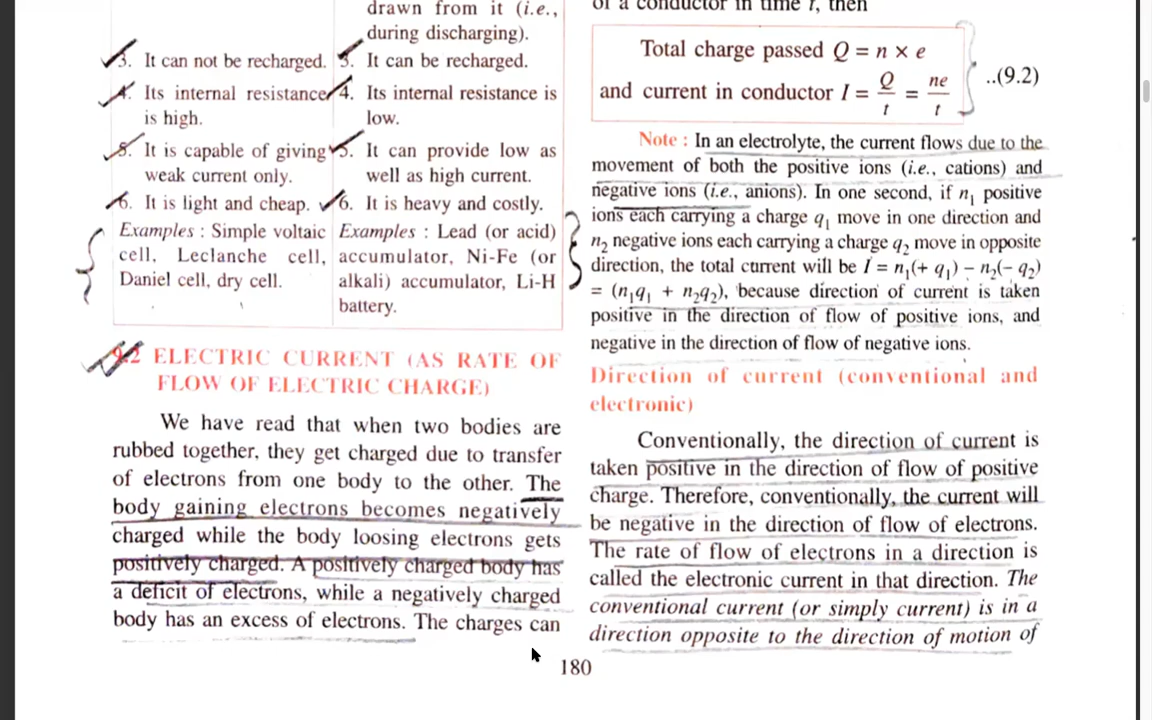 drawn from it (i.e.,
during discharging).
3. It can not be recharged.
3. It can be recharged.
4. Its internal resistance
is high.
4. Its internal resistance is
low.
5. It is capable of giving
weak current only.
5. It can provide low as
well as high current.
6. It is light and cheap.
6. It is heavy and costly.
Examples : Simple voltaic
cell, Leclanche cell,
Daniel cell, dry cell.
Examples : Lead (or acid)
accumulator, Ni-Fe (or
alkali) accumulator, Li-H
battery.
9.2 ELECTRIC CURRENT (AS RATE OF
FLOW OF ELECTRIC CHARGE)
We have read that when two bodies are
rubbed together, they get charged due to transfer
of electrons from one body to the other. The
body gaining electrons becomes negatively
charged while the body loosing electrons gets
positively charged. A positively charged body has
a deficit of electrons, while a negatively charged
body has an excess of electrons. The charges can
of a conductor in time t, then
Total charge passed Q = n × e
and current in conductor I = Q/t = ne/t
..(9.2)
Note : In an electrolyte, the current flows due to the
movement of both the positive ions (i.e., cations) and
negative ions (i.e., anions). In one second, if n₁ positive
ions each carrying a charge q₁ move in one direction and
n₂ negative ions each carrying a charge q₂ move in opposite
direction, the total current will be I = n₁(+ q₁) − n₂(− q₂)
= (n₁q₁ + n₂q₂), because direction of current is taken
positive in the direction of flow of positive ions, and
negative in the direction of flow of negative ions.
Direction of current (conventional and
electronic)
Conventionally, the direction of current is
taken positive in the direction of flow of positive
charge. Therefore, conventionally, the current will
be negative in the direction of flow of electrons.
The rate of flow of electrons in a direction is
called the electronic current in that direction. The
conventional current (or simply current) is in a
direction opposite to the direction of motion of
180